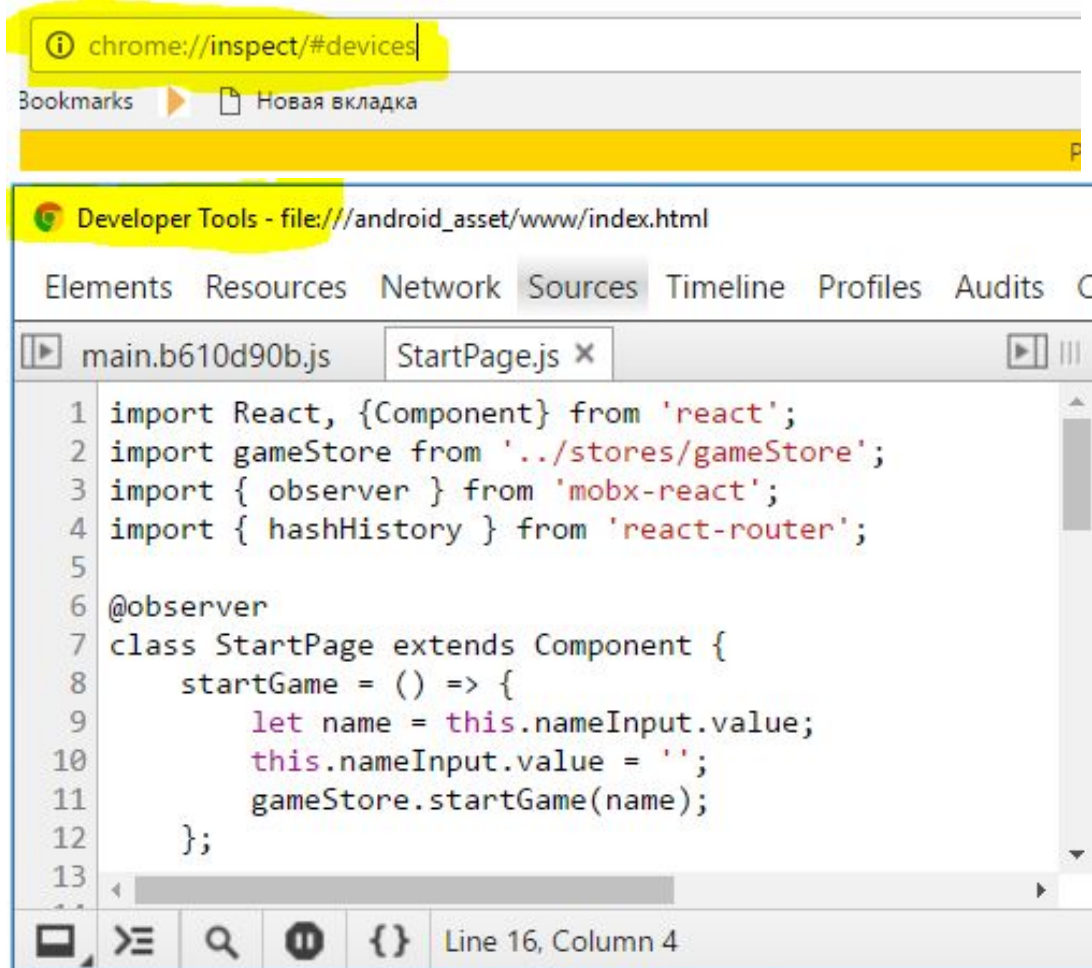 chrome://inspect/#devices
Bookmarks Новая вкладка
Developer Tools - file:///android_asset/www/index.html
Elements Resources Network Sources Timeline Profiles Audits
main.b610d90b.js StartPage.js ×
1 import React, {Component} from 'react';
2 import gameStore from '../stores/gameStore';
3 import { observer } from 'mobx-react';
4 import { hashHistory } from 'react-router';
5
6 @observer
7 class StartPage extends Component {
8 startGame = () => {
9 let name = this.nameInput.value;
10 this.nameInput.value = '';
11 gameStore.startGame(name);
12 };
13
{} Line 16, Column 4